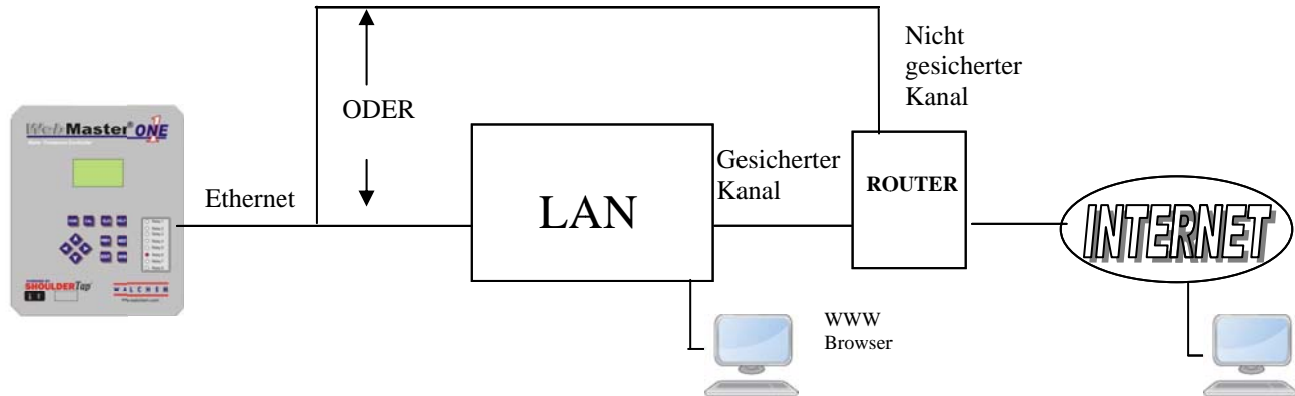 Nicht
gesicherter
Kanal
ODER
WebMaster® ONE
Ethernet
LAN
Gesicherter
Kanal
ROUTER
INTERNET
SHOULDERTap
WALCHEM
WWW
Browser